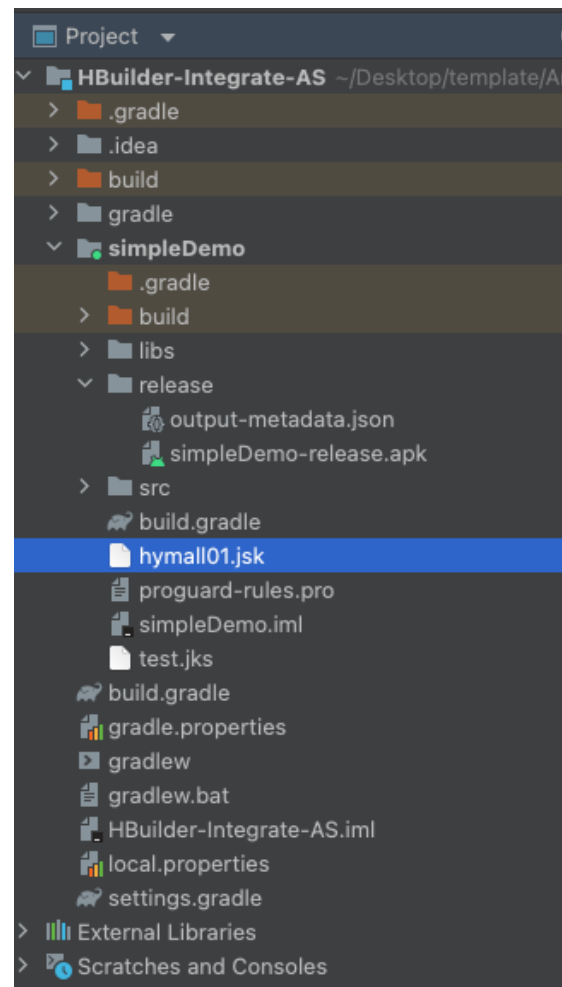 Project
HBuilder-Integrate-AS ~/Desktop/template/A
.gradle
.idea
build
gradle
simpleDemo
.gradle
build
libs
release
output-metadata.json
simpleDemo-release.apk
src
build.gradle
hymall01.jsk
proguard-rules.pro
simpleDemo.iml
test.jks
build.gradle
gradle.properties
gradlew
gradlew.bat
HBuilder-Integrate-AS.iml
local.properties
settings.gradle
External Libraries
Scratches and Consoles